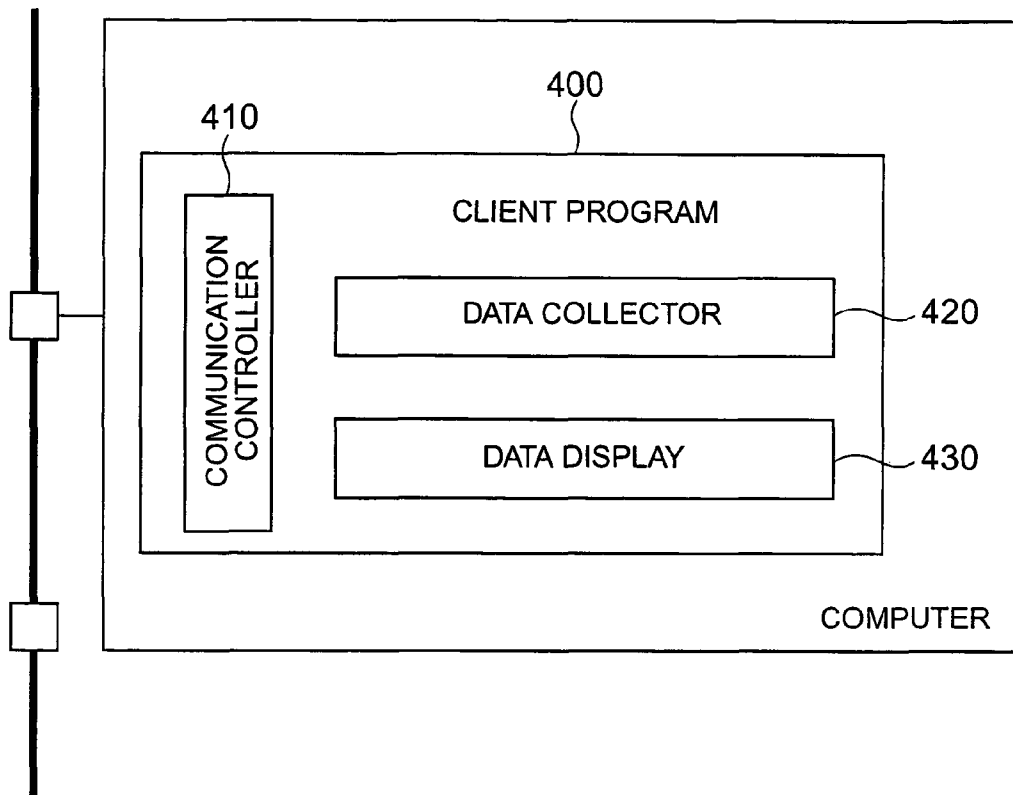 400
410
CLIENT PROGRAM
COMMUNICATION
CONTROLLER
DATA COLLECTOR
420
DATA DISPLAY
430
COMPUTER